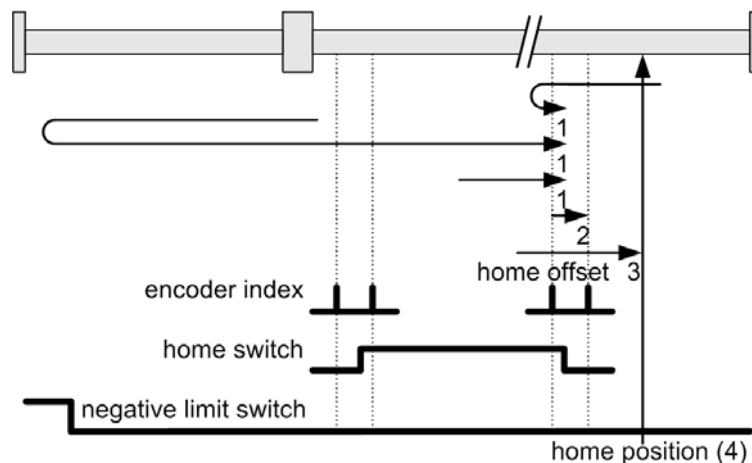 1
1
1
2
home offset 3
encoder index
home switch
negative limit switch
home position (4)